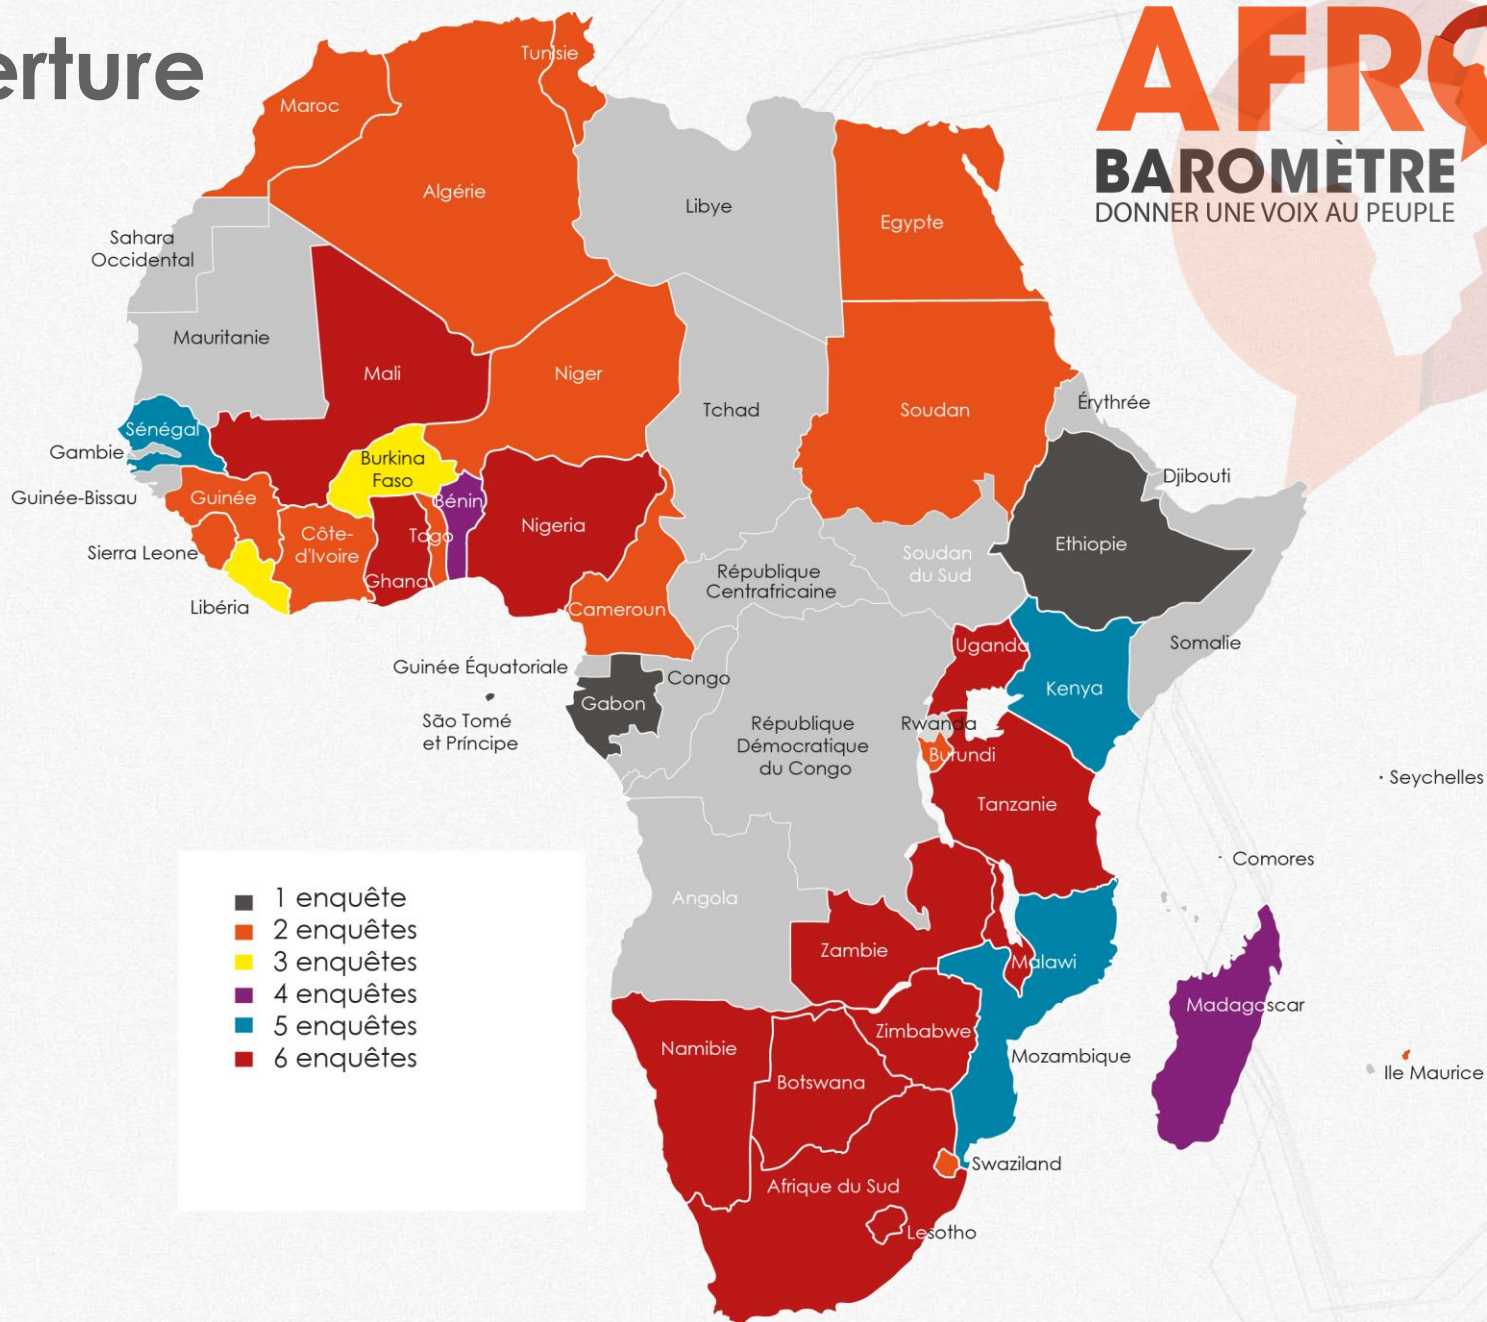 erture
AFRO
BAROMÈTRE
DONNER UNE VOIX AU PEUPLE
Tunisie
Maroc
Algérie
Libye
Egypte
Sahara
Occidental
Mauritanie
Mali
Niger
Tchad
Soudan
Érythrée
Sénégal
Gambie
Burkina
Faso
Djibouti
Guinée-Bissau
Guinée
Bénin
Nigeria
Côte-
d'Ivoire
Togo
Ghana
Sierra Leone
Libéria
Cameroun
République
Centrafricaine
Soudan
du Sud
Ethiopie
Somalie
Uganda
Kenya
Guinée Équatoriale
Congo
Gabon
São Tomé
et Príncipe
République
Démocratique
du Congo
Rwanda
Burundi
Tanzanie
Seychelles
Comores
Angola
Zambie
Malawi
Madagascar
Namibie
Zimbabwe
Botswana
Mozambique
Ile Maurice
Swaziland
Afrique du Sud
Lesotho
1 enquête
2 enquêtes
3 enquêtes
4 enquêtes
5 enquêtes
6 enquêtes